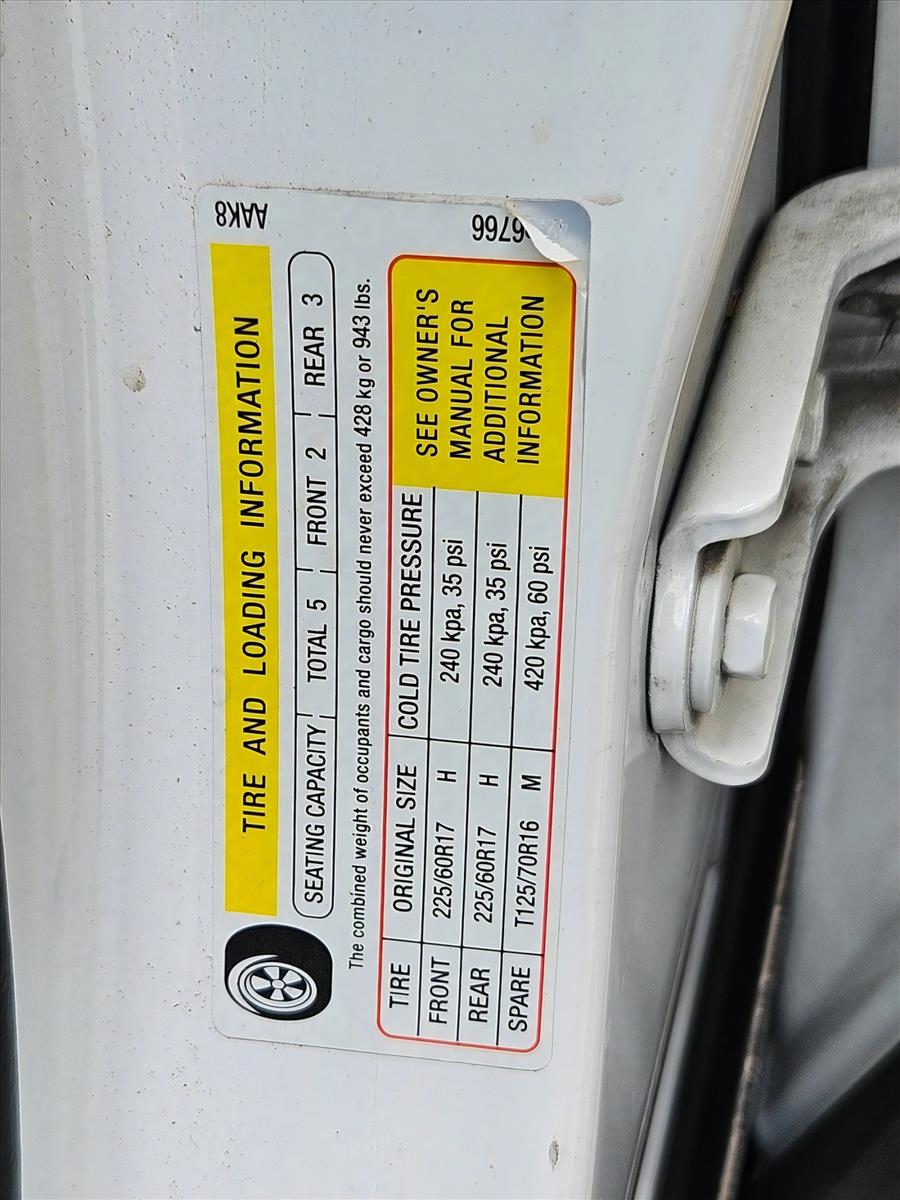 TIRE AND LOADING INFORMATION
SEATING CAPACITY TOTAL 5 FRONT 2 REAR 3
The combined weight of occupants and cargo should never exceed 428 kg or 943 lbs.
TIRE ORIGINAL SIZE COLD TIRE PRESSURE
FRONT 225/60R17 H 240 kpa, 35 psi
REAR 225/60R17 H 240 kpa, 35 psi
SPARE T125/70R16 M 420 kpa, 60 psi
SEE OWNER'S
MANUAL FOR
ADDITIONAL
INFORMATION
AAK8
6766